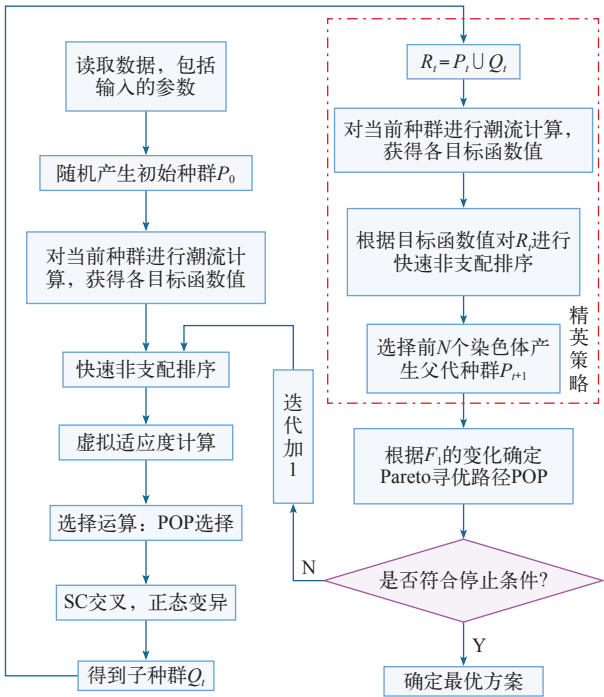 读取数据，包括
输入的参数
随机产生初始种群P₀
对当前种群进行潮流计
算，获得各目标函数值
快速非支配排序
虚拟适应度计算
选择运算：POP选择
SC交叉，正态变异
得到子种群Qₜ
Rₜ=Pₜ∪Qₜ
对当前种群进行潮流计算，
获得各目标函数值
根据目标函数值对Rₜ进行
快速非支配排序
选择前N个染色体产
生父代种群Pₜ₊₁
精英策略
根据F₁的变化确定
Pareto寻优路径POP
是否符合停止条件?
N
迭代加1
Y
确定最优方案